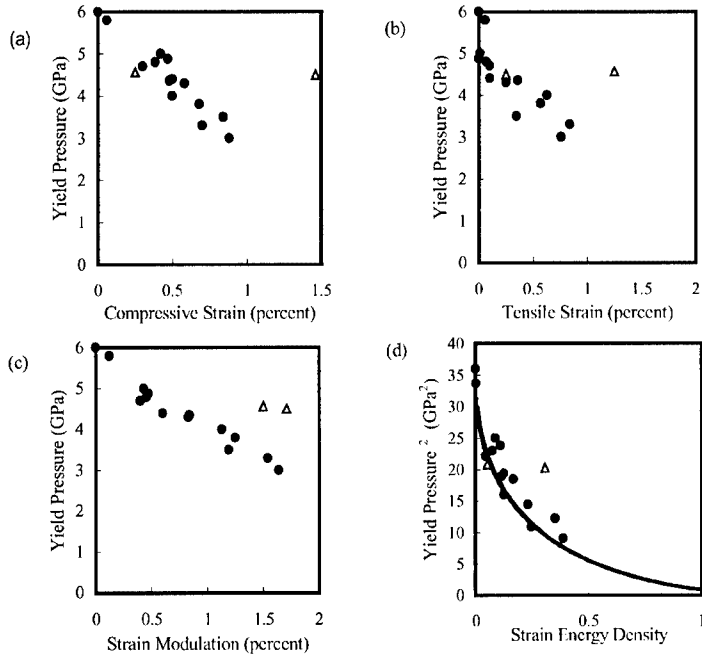 (a)
Yield Pressure (GPa)
6
5
4
3
2
1
0
0 0.5 1 1.5
Compressive Strain (percent)
(b)
Yield Pressure (GPa)
6
5
4
3
2
1
0
0 0.5 1 1.5 2
Tensile Strain (percent)
(c)
Yield Pressure (GPa)
6
5
4
3
2
1
0
0 0.5 1 1.5 2
Strain Modulation (percent)
(d)
Yield Pressure ² (GPa²)
40
35
30
25
20
15
10
5
0
0 0.5 1
Strain Energy Density